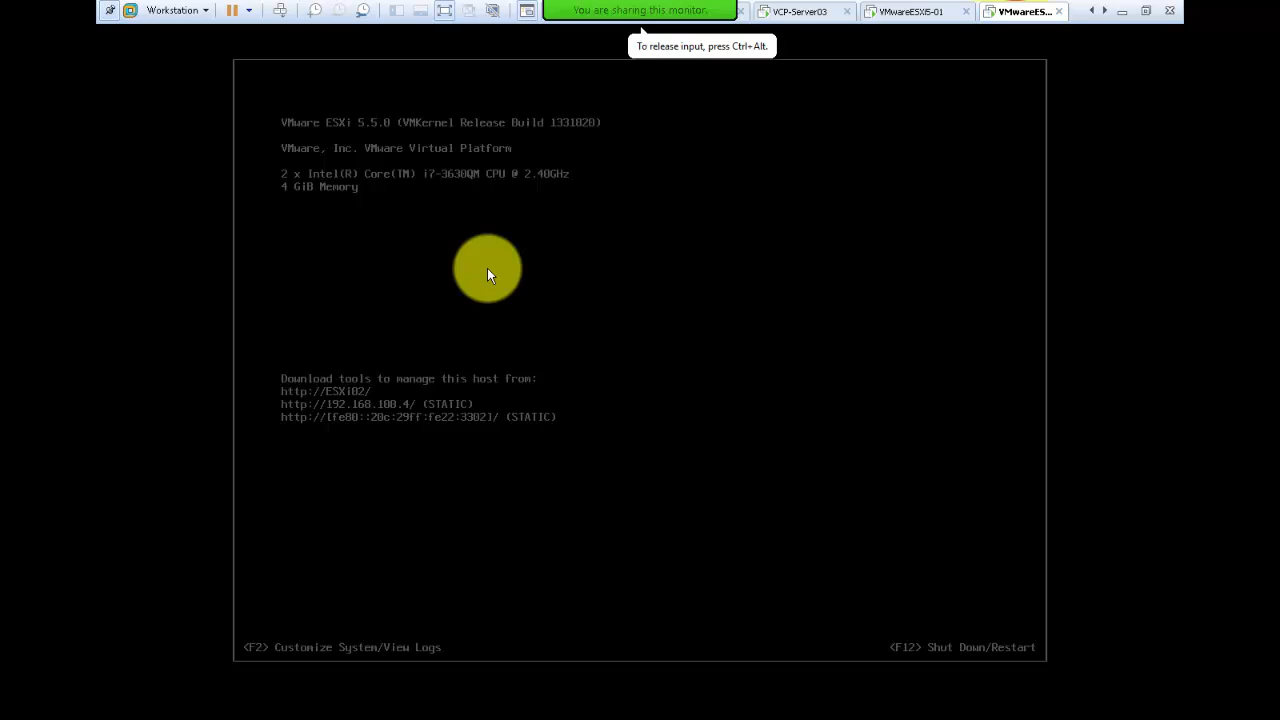 Workstation
You are sharing this monitor.
VCP-Server03
VMwareESXi5-01
VMwareES...
To release input, press Ctrl+Alt.
VMware ESXi 5.5.0 (VMKernel Release Build 1331820)
VMware, Inc. VMware Virtual Platform
2 x Intel(R) Core(TM) i7-3630QM CPU @ 2.40GHz
4 GiB Memory
Download tools to manage this host from:
http://ESXi02/
http://192.168.100.4/ (STATIC)
http://[fe80::20c:29ff:fe22:3302]/ (STATIC)
<F2> Customize System/View Logs
<F12> Shut Down/Restart